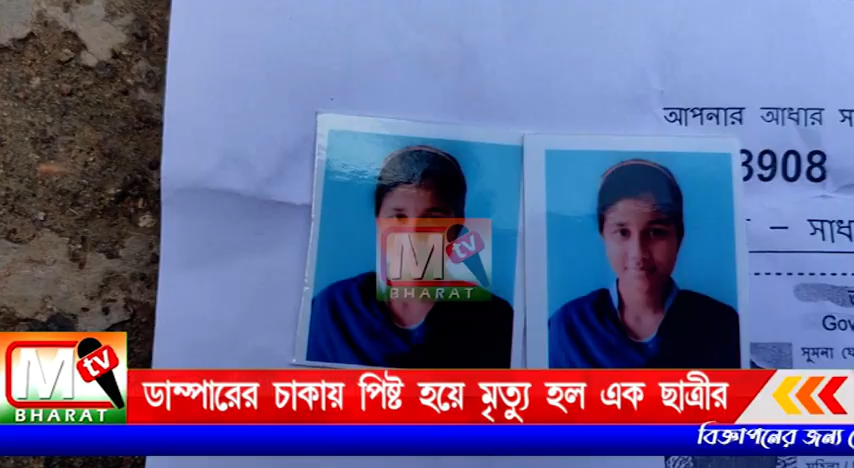 আপনার আধার
3908
– সাধ
Gov
সুমনা
M tv
BHARAT
M tv
BHARAT
ডাম্পারের চাকায় পিষ্ট হয়ে মৃত্যু হল এক ছাত্রীর
বিজ্ঞাপনের জন্য